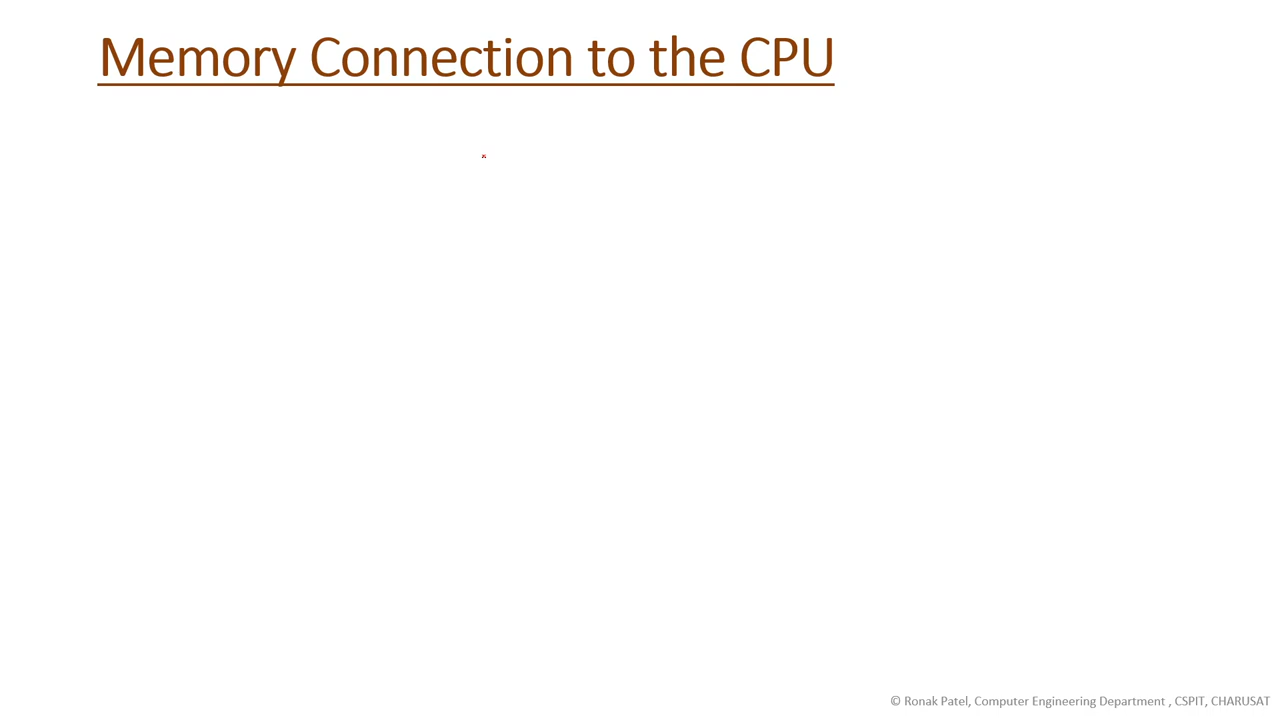 Memory Connection to the CPU
© Ronak Patel, Computer Engineering Department , CSPIT, CHARUSAT